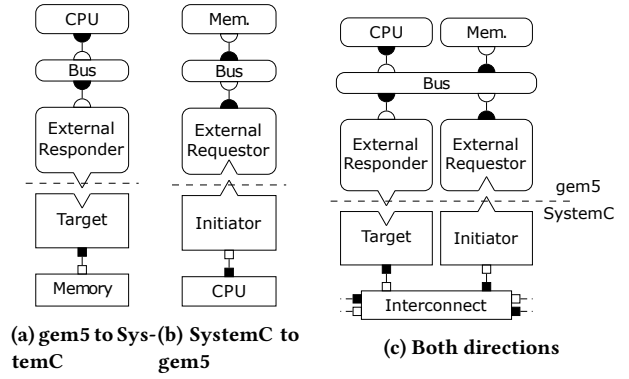 CPU
Bus
External
Responder
Target
Memory
(a) gem5 to Sys-
temC
Mem.
Bus
External
Requestor
Initiator
CPU
(b) SystemC to
gem5
CPU
Mem.
Bus
External
Responder
External
Requestor
gem5
SystemC
Target
Initiator
Interconnect
(c) Both directions